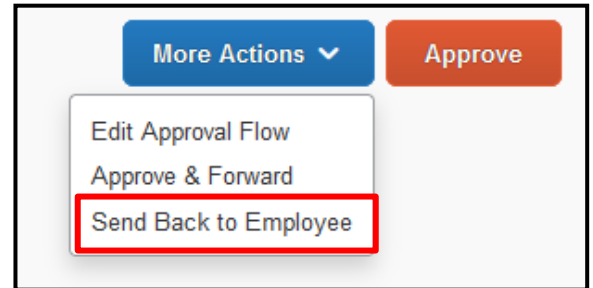 More Actions
Approve
Edit Approval Flow
Approve & Forward
Send Back to Employee